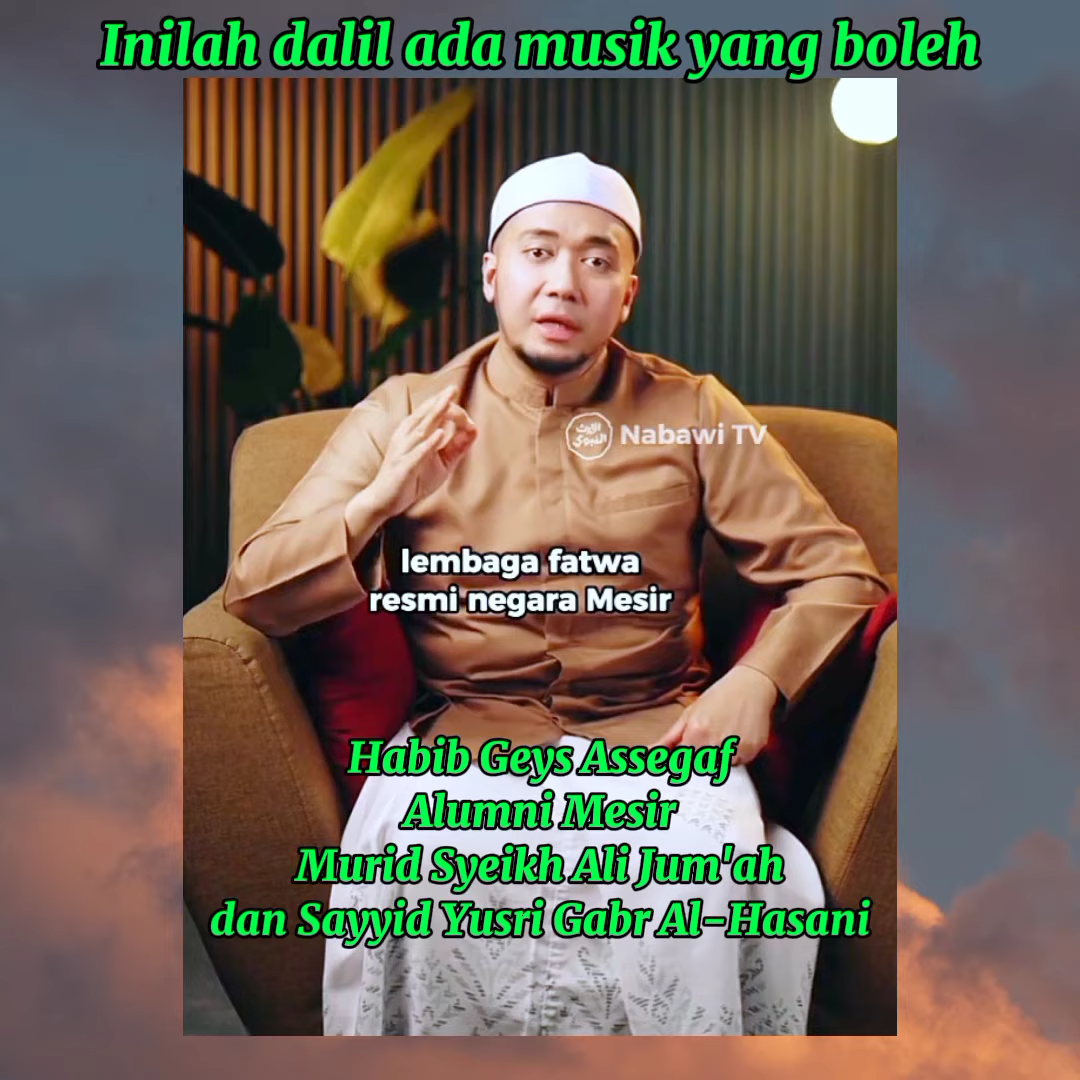 Inilah dalil ada musik yang boleh
Nabawi TV
lembaga fatwa
resmi negara Mesir
Habib Geys Assegaf
Alumni Mesir
Murid Syeikh Ali Jum'ah
dan Sayyid Yusri Gabr Al-Hasani